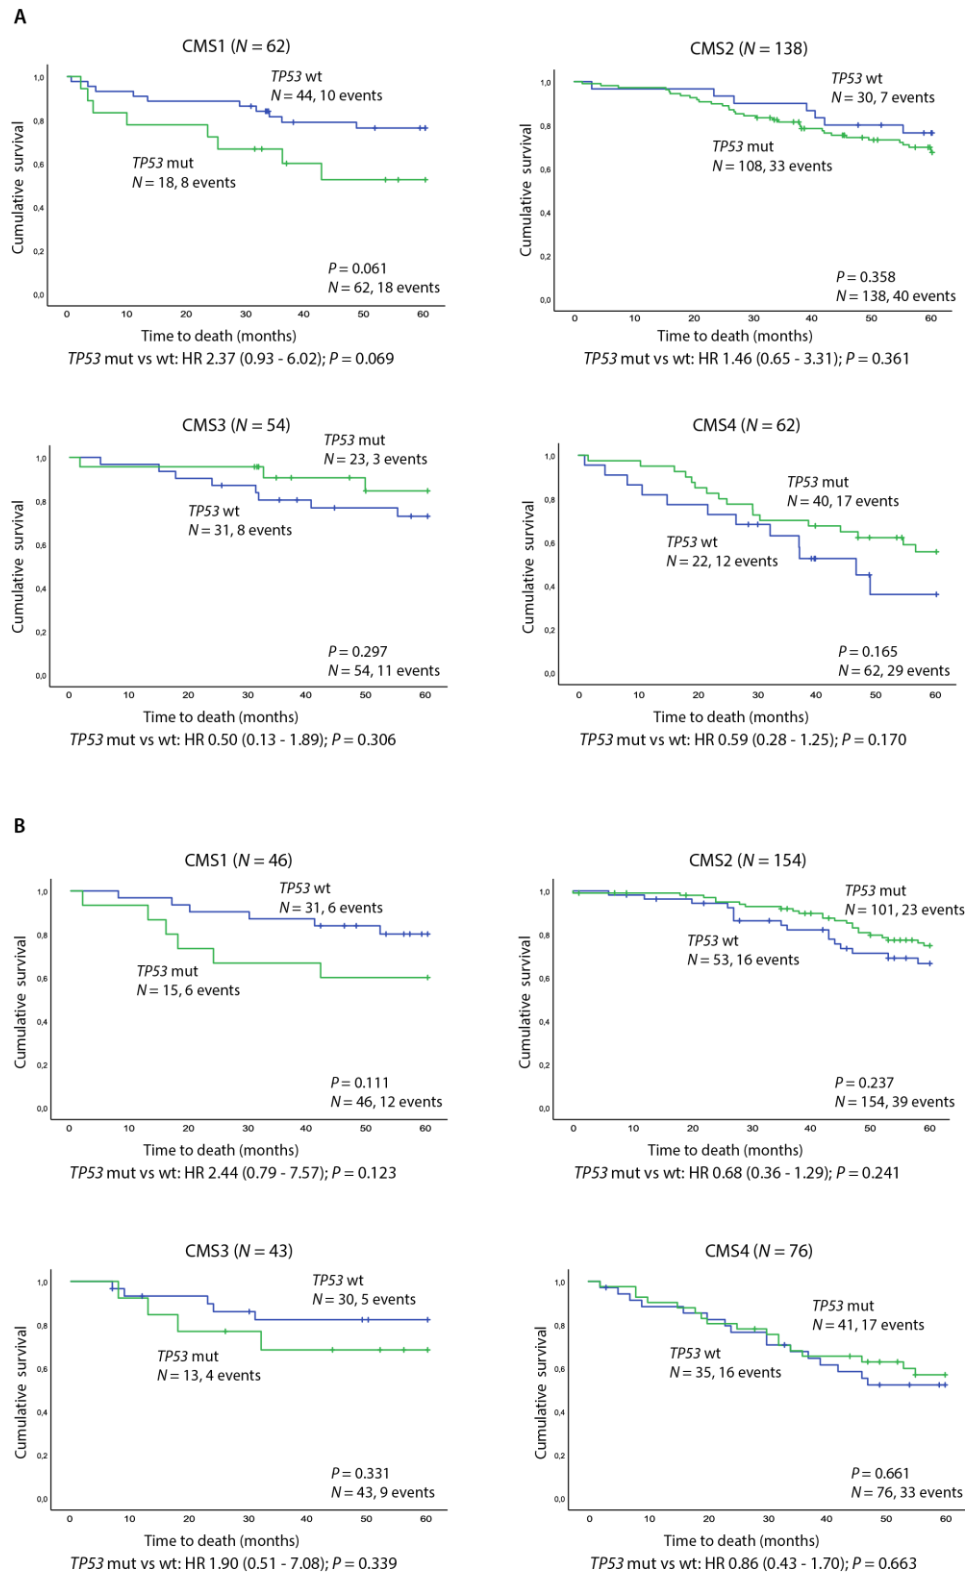 A
CMS1 (N = 62)
Cumulative survival
1,0
0,8
0,6
0,4
0,2
0,0
TP53 wt
N = 44, 10 events
TP53 mut
N = 18, 8 events
P = 0.061
N = 62, 18 events
0 10 20 30 40 50 60
Time to death (months)
TP53 mut vs wt: HR 2.37 (0.93 - 6.02); P = 0.069
CMS2 (N = 138)
Cumulative survival
1,0
0,8
0,6
0,4
0,2
0,0
TP53 wt
N = 30, 7 events
TP53 mut
N = 108, 33 events
P = 0.358
N = 138, 40 events
0 10 20 30 40 50 60
Time to death (months)
TP53 mut vs wt: HR 1.46 (0.65 - 3.31); P = 0.361
CMS3 (N = 54)
Cumulative survival
1,0
0,8
0,6
0,4
0,2
0,0
TP53 mut
N = 23, 3 events
TP53 wt
N = 31, 8 events
P = 0.297
N = 54, 11 events
0 10 20 30 40 50 60
Time to death (months)
TP53 mut vs wt: HR 0.50 (0.13 - 1.89); P = 0.306
CMS4 (N = 62)
Cumulative survival
1,0
0,8
0,6
0,4
0,2
0,0
TP53 mut
N = 40, 17 events
TP53 wt
N = 22, 12 events
P = 0.165
N = 62, 29 events
0 10 20 30 40 50 60
Time to death (months)
TP53 mut vs wt: HR 0.59 (0.28 - 1.25); P = 0.170
B
CMS1 (N = 46)
Cumulative survival
1,0
0,8
0,6
0,4
0,2
0,0
TP53 wt
N = 31, 6 events
TP53 mut
N = 15, 6 events
P = 0.111
N = 46, 12 events
0 10 20 30 40 50 60
Time to death (months)
TP53 mut vs wt: HR 2.44 (0.79 - 7.57); P = 0.123
CMS2 (N = 154)
Cumulative survival
1,0
0,8
0,6
0,4
0,2
0,0
TP53 mut
N = 101, 23 events
TP53 wt
N = 53, 16 events
P = 0.237
N = 154, 39 events
0 10 20 30 40 50 60
Time to death (months)
TP53 mut vs wt: HR 0.68 (0.36 - 1.29); P = 0.241
CMS3 (N = 43)
Cumulative survival
1,0
0,8
0,6
0,4
0,2
0,0
TP53 wt
N = 30, 5 events
TP53 mut
N = 13, 4 events
P = 0.331
N = 43, 9 events
0 10 20 30 40 50 60
Time to death (months)
TP53 mut vs wt: HR 1.90 (0.51 - 7.08); P = 0.339
CMS4 (N = 76)
Cumulative survival
1,0
0,8
0,6
0,4
0,2
0,0
TP53 mut
N = 41, 17 events
TP53 wt
N = 35, 16 events
P = 0.661
N = 76, 33 events
0 10 20 30 40 50 60
Time to death (months)
TP53 mut vs wt: HR 0.86 (0.43 - 1.70); P = 0.663